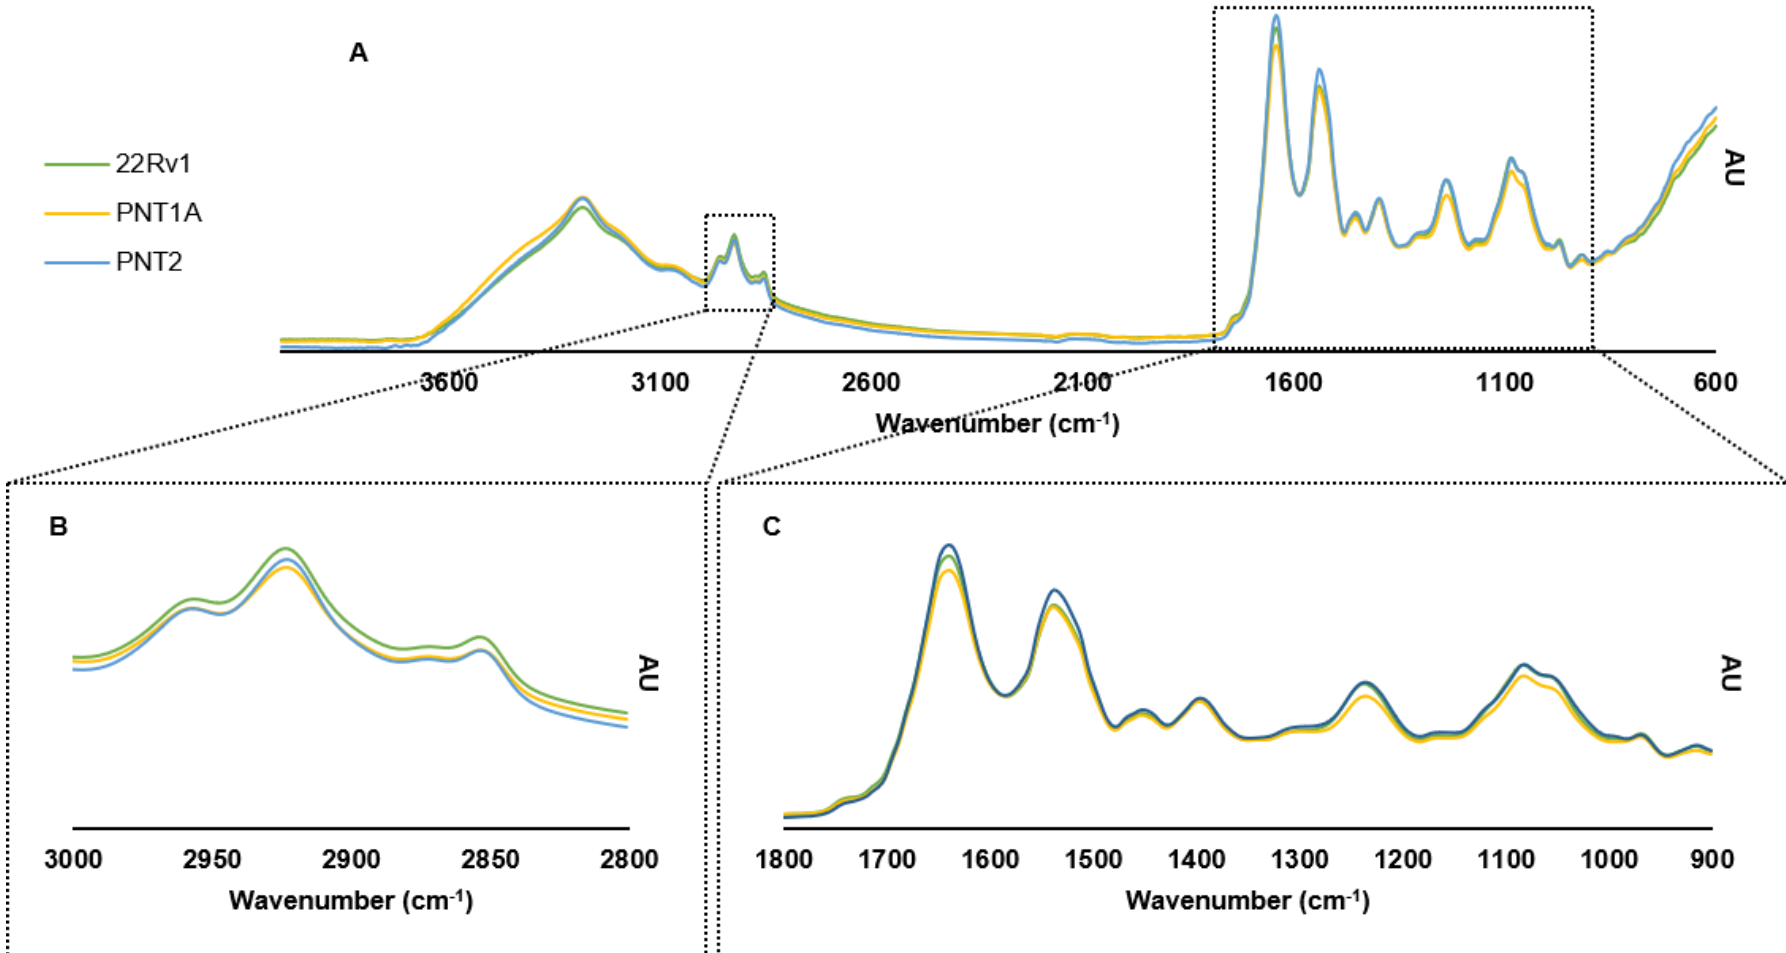 A
22Rv1
PNT1A
PNT2
AU
3600 3100 2600 2100 1600 1100 600
Wavenumber (cm⁻¹)
B
AU
3000 2950 2900 2850 2800
Wavenumber (cm⁻¹)
C
AU
1800 1700 1600 1500 1400 1300 1200 1100 1000 900
Wavenumber (cm⁻¹)